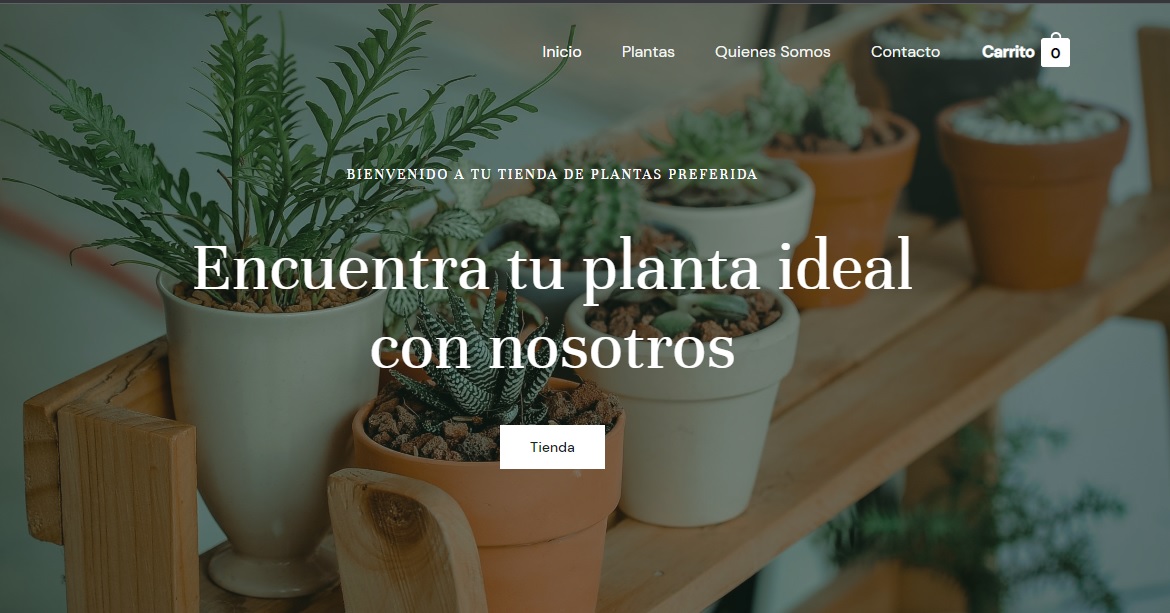 Inicio Plantas Quienes Somos Contacto Carrito 0
BIENVENIDO A TU TIENDA DE PLANTAS PREFERIDA
Encuentra tu planta ideal
con nosotros
Tienda